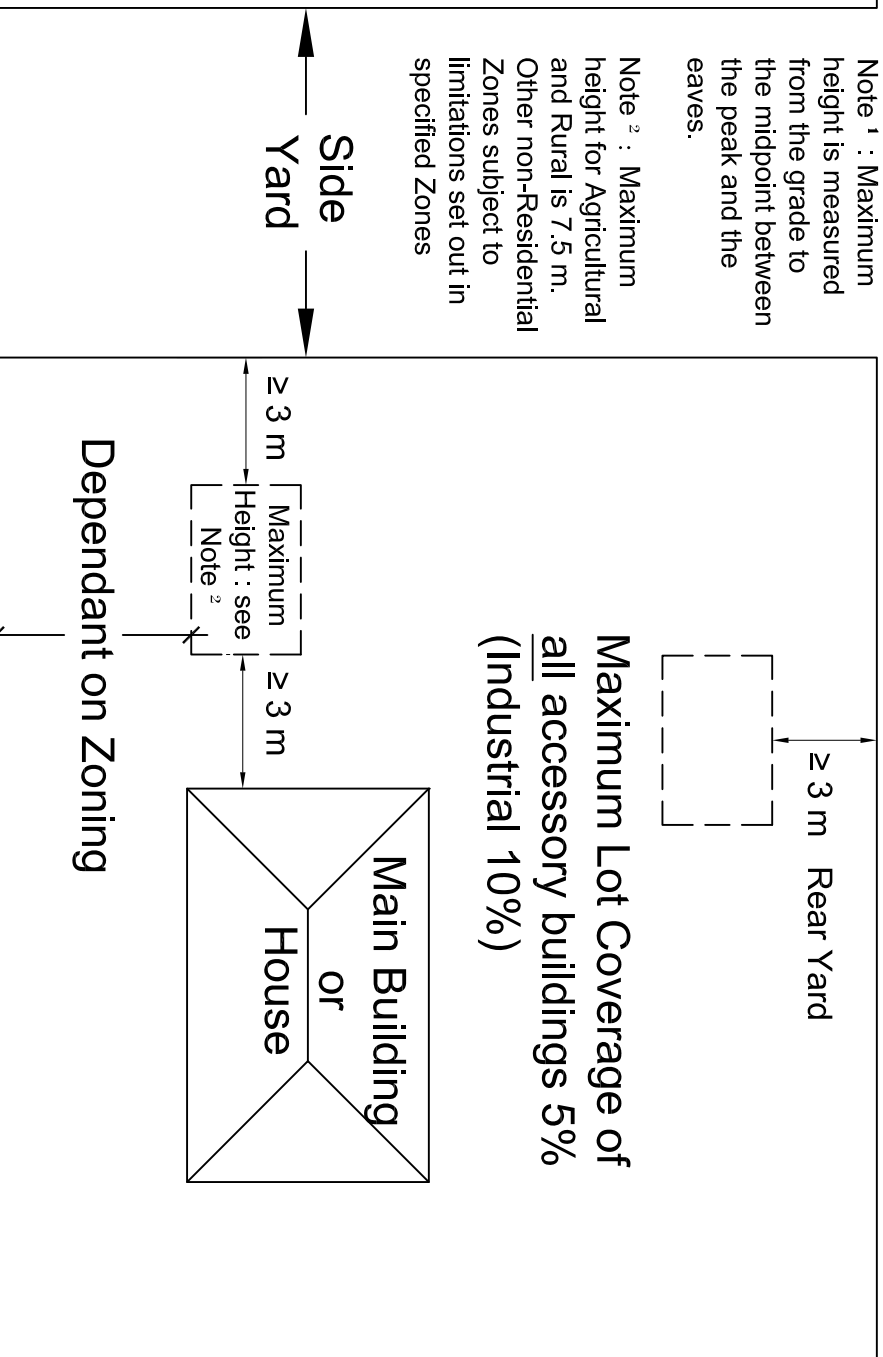 Note ¹ : Maximum
height is measured
from the grade to
the midpoint between
the peak and the
eaves.
Note ² : Maximum
height for Agricultural
and Rural is 7.5 m.
Other non-Residential
Zones subject to
limitations set out in
specified Zones
Side
Yard
≥ 3 m Rear Yard
Maximum Lot Coverage of
all accessory buildings 5%
(Industrial 10%)
≥ 3 m
Maximum
Height : see
Note ²
≥ 3 m
Main Building
or
House
Dependant on Zoning